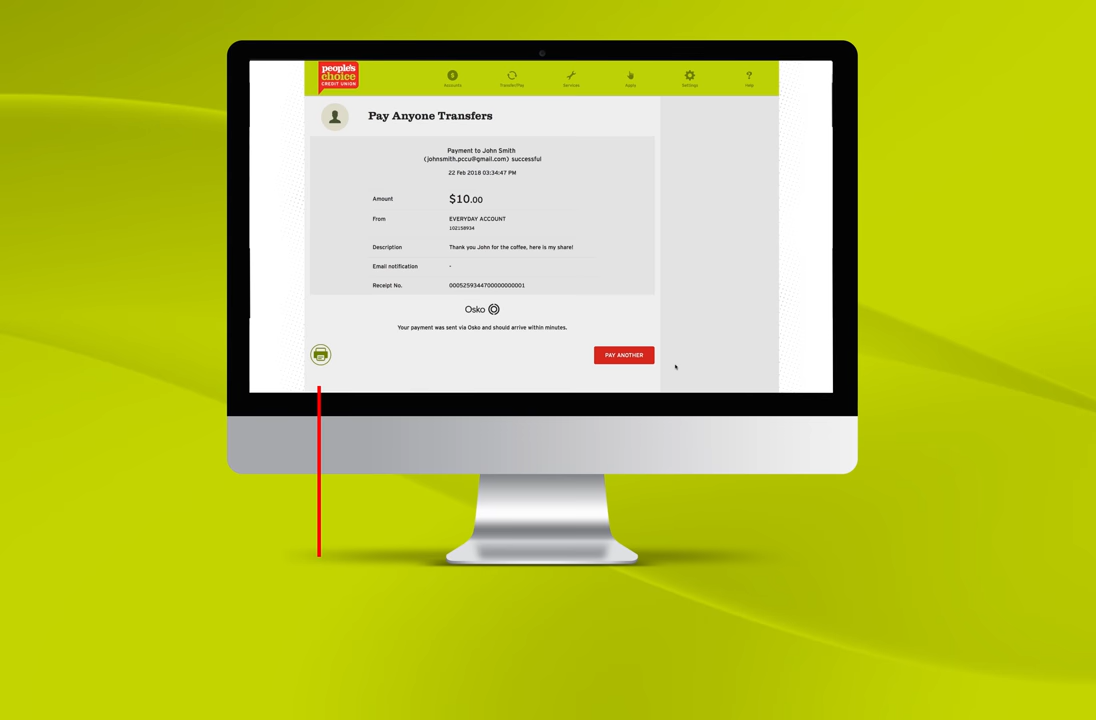 people's
choice
CREDIT UNION
Accounts
Transfer/Pay
Services
Apply
Settings
Help
Pay Anyone Transfers
Payment to John Smith
(johnsmith.pccu@gmail.com) successful
22 Feb 2018 03:34:47 PM
Amount $10.00
From EVERYDAY ACCOUNT
102158934
Description Thank you John for the coffee, here is my share!
Email notification -
Receipt No. 0005259344700000000001
Osko
Your payment was sent via Osko and should arrive within minutes.
PAY ANOTHER